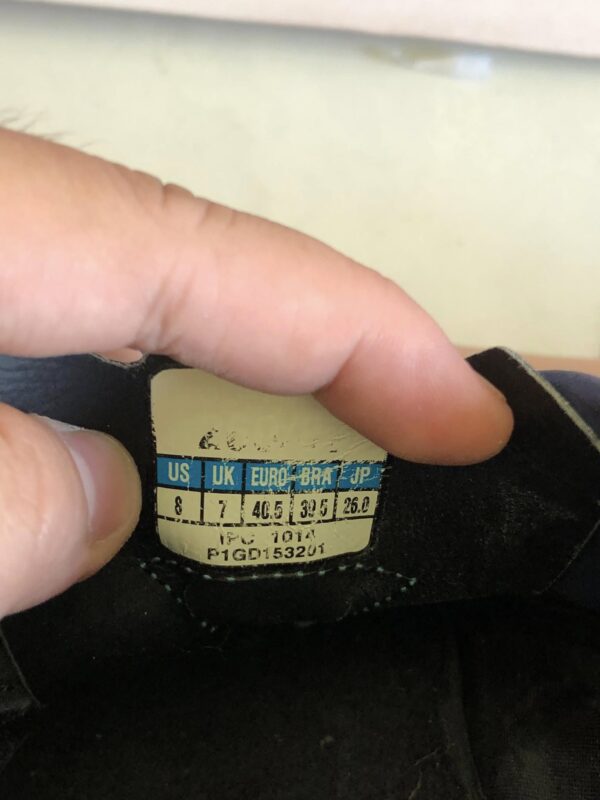 US UK EURO BRA JP
8 7 40.5 39.5 26.0
IPC 1014
P1GD153201